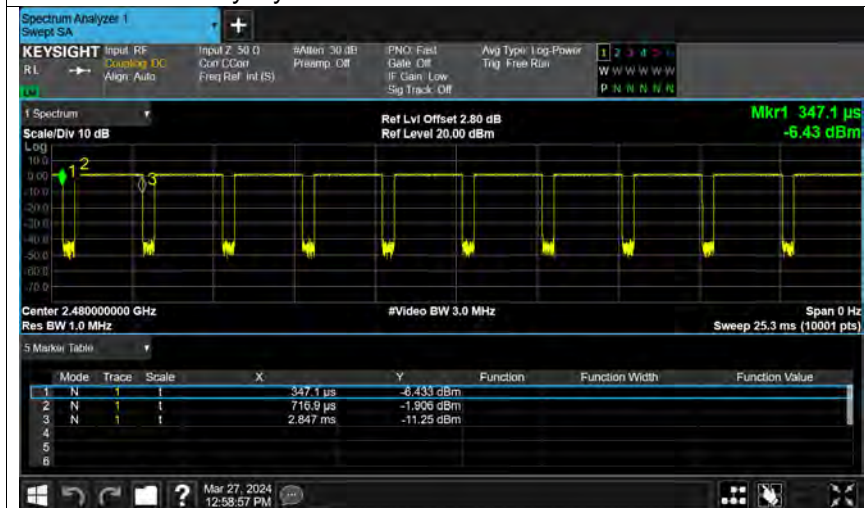 Spectrum Analyzer 1
Swept SA
+
KEYSIGHT Input: RF Input Z: 50 Ω #Atten: 30 dB PNO: Fast Avg Type: Log-Power 1 2 3 4 5 6
RL Coupling: DC Corr CCorr Preamp: Off Gate: Off Trig: Free Run W W W W W W
Align: Auto Freq Ref: Int (S) IF Gain: Low P N N N N N
Sig Track: Off
1 Spectrum Ref Lvl Offset 2.80 dB Mkr1 347.1 µs
Scale/Div 10 dB Ref Level 20.00 dBm -6.43 dBm
Log
10.0
0.00
-10.0
-20.0
-30.0
-40.0
-50.0
-60.0
-70.0
1 2
3
Center 2.480000000 GHz #Video BW 3.0 MHz Span 0 Hz
Res BW 1.0 MHz Sweep 25.3 ms (10001 pts)
5 Marker Table
Mode Trace Scale X Y Function Function Width Function Value
1 N 1 t 347.1 µs -6.433 dBm
2 N 1 t 716.9 µs -1.906 dBm
3 N 1 t 2.847 ms -11.25 dBm
4
5
6
? Mar 27, 2024
12:58:57 PM